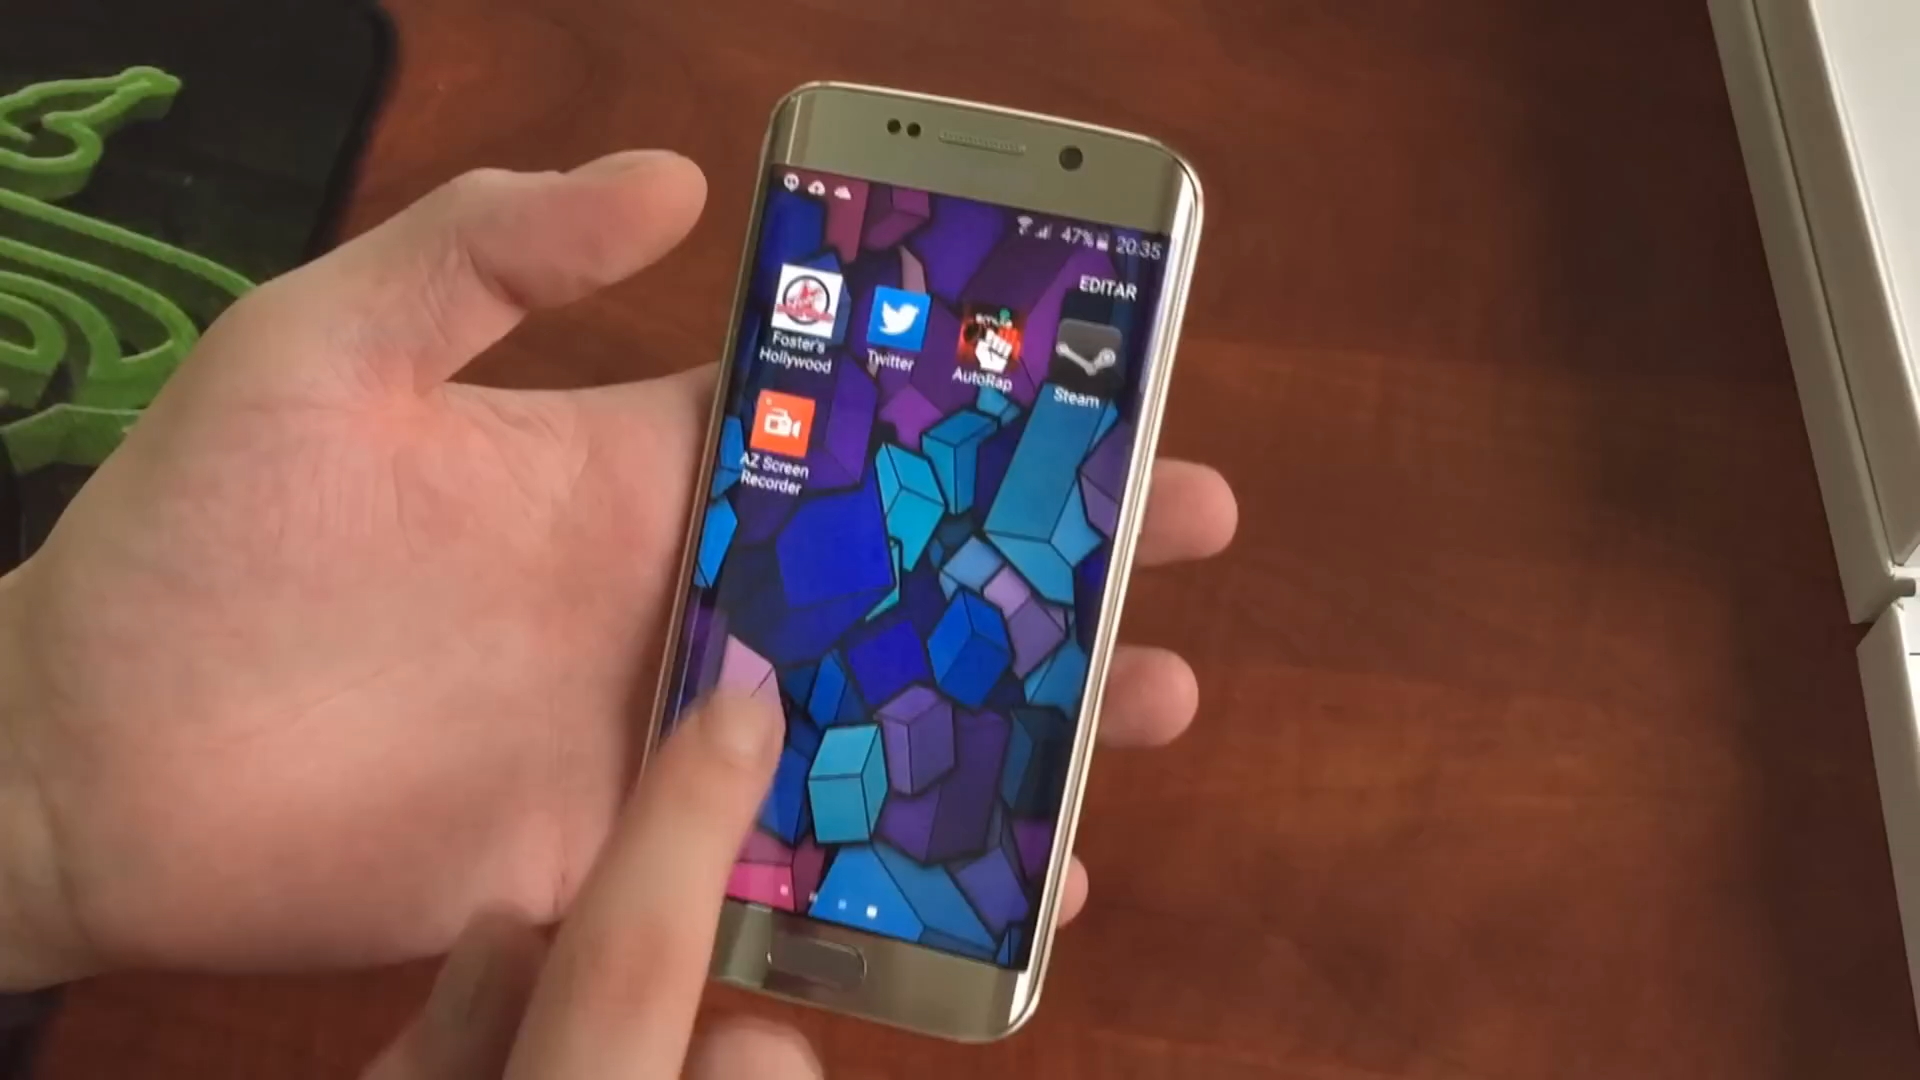 47% 20:35
EDITAR
Foster's
Hollywood
Twitter
AutoRap
Steam
AZ Screen
Recorder